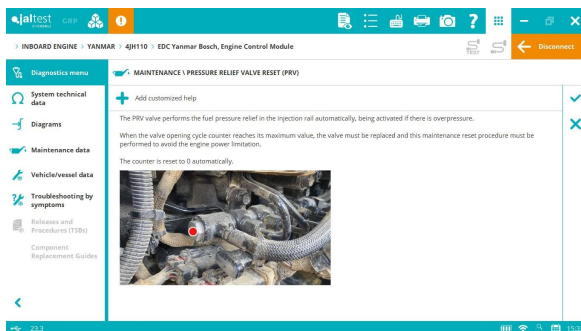 jaltest GRP
?
> INBOARD ENGINE > YANMAR > 4JH110 > EDC Yanmar Bosch, Engine Control Module
TEST
Disconnect
Diagnostics menu
MAINTENANCE \ PRESSURE RELIEF VALVE RESET (PRV)
System technical
data
Diagrams
Maintenance data
Vehicle/vessel data
Troubleshooting by
symptoms
Releases and
Procedures (TSBs)
Component
Replacement Guides
Add customized help
The PRV valve performs the fuel pressure relief in the injection rail automatically, being activated if there is overpressure.
When the valve opening cycle counter reaches its maximum value, the valve must be replaced and this maintenance reset procedure must be
performed to avoid the engine power limitation.
The counter is reset to 0 automatically.
23.3